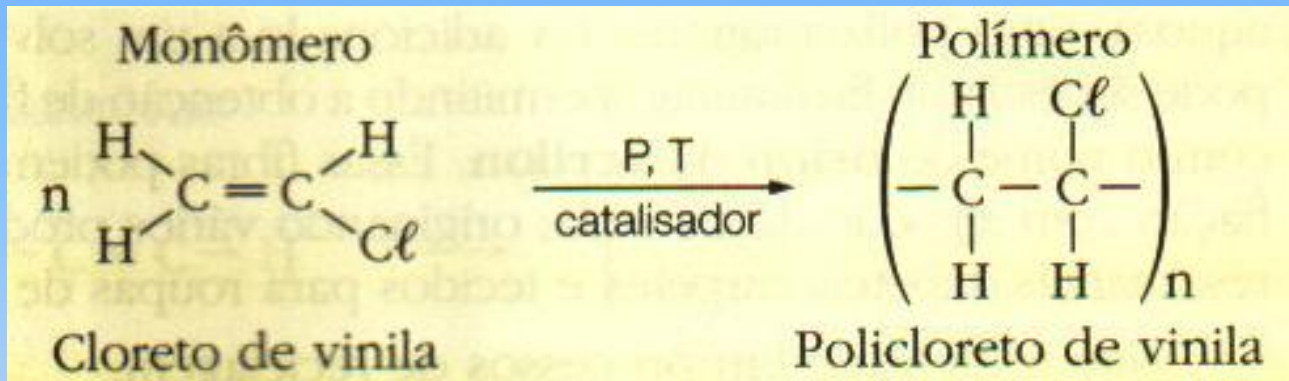 Monômero
Polímero
H H
n C = C
H Cℓ
P, T
catalisador
H Cℓ
— C — C —
H H
n
Cloreto de vinila
Policloreto de vinila